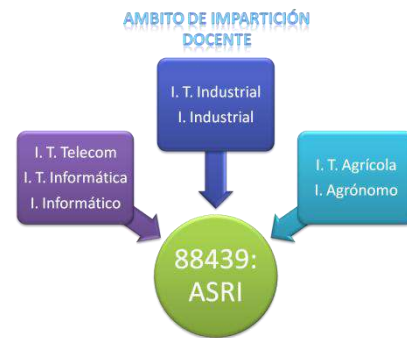 AMBITO DE IMPARTICIÓN
DOCENTE
I. T. Industrial
I. Industrial
I. T. Telecom
I. T. Informática
I. Informático
I. T. Agrícola
I. Agrónomo
88439:
ASRI